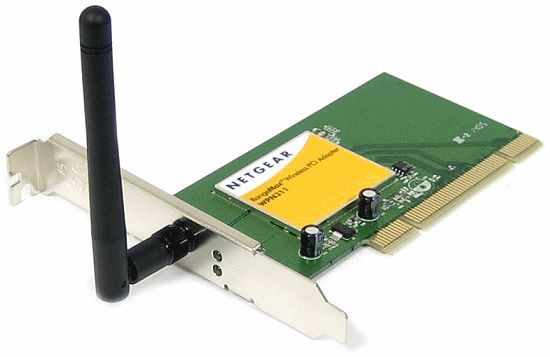 NETGEAR
RangeMax™ Wireless PCI Adapter
WPN311